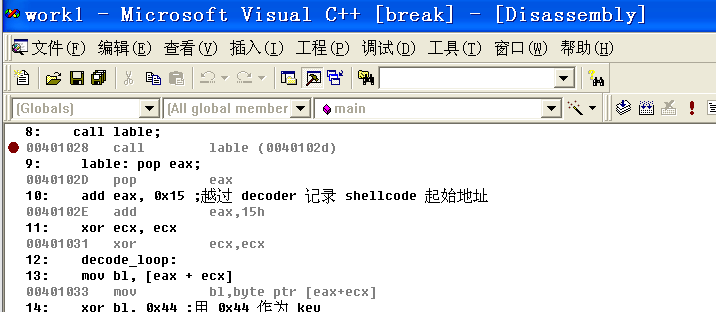 work1 - Microsoft Visual C++ [break] - [Disassembly]
文件(F) 编辑(E) 查看(V) 插入(I) 工程(P) 调试(D) 工具(T) 窗口(W) 帮助(H)
(Globals) (All global member main
8: call lable;
00401028 call lable (0040102d)
9: lable: pop eax;
0040102D pop eax
10: add eax, 0x15 ;越过 decoder 记录 shellcode 起始地址
0040102E add eax,15h
11: xor ecx, ecx
00401031 xor ecx,ecx
12: decode_loop:
13: mov bl, [eax + ecx]
00401033 mov bl,byte ptr [eax+ecx]
14: xor bl, 0x44 ;用 0x44 作为 key